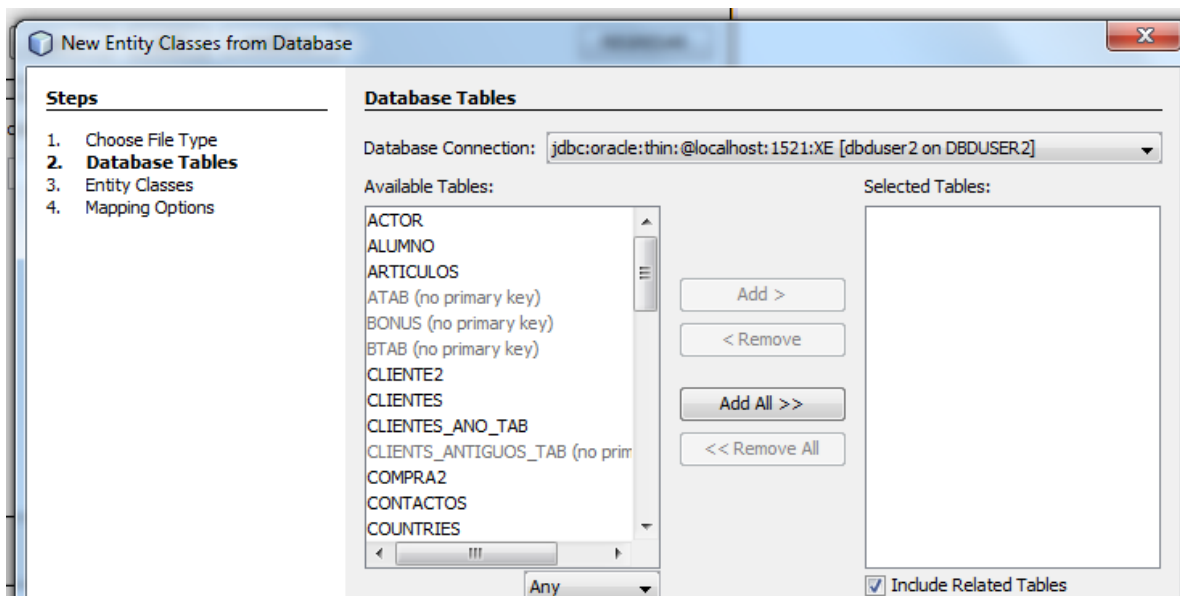 New Entity Classes from Database
Steps
1. Choose File Type
2. Database Tables
3. Entity Classes
4. Mapping Options
Database Tables
Database Connection: jdbc:oracle:thin:@localhost:1521:XE [dbduser2 on DBDUSER2]
Available Tables:
ACTOR
ALUMNO
ARTICULOS
ATAB (no primary key)
BONUS (no primary key)
BTAB (no primary key)
CLIENTE2
CLIENTES
CLIENTES_ANO_TAB
CLIENTS_ANTIGUOS_TAB (no prim
COMPRA2
CONTACTOS
COUNTRIES
Any
Add >
< Remove
Add All >>
<< Remove All
Selected Tables:
Include Related Tables